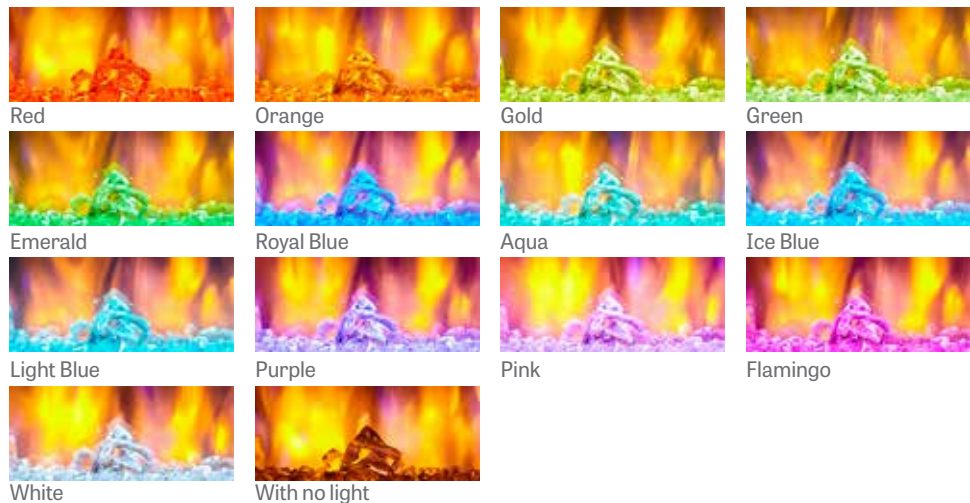 Red
Orange
Gold
Green
Emerald
Royal Blue
Aqua
Ice Blue
Light Blue
Purple
Pink
Flamingo
White
With no light